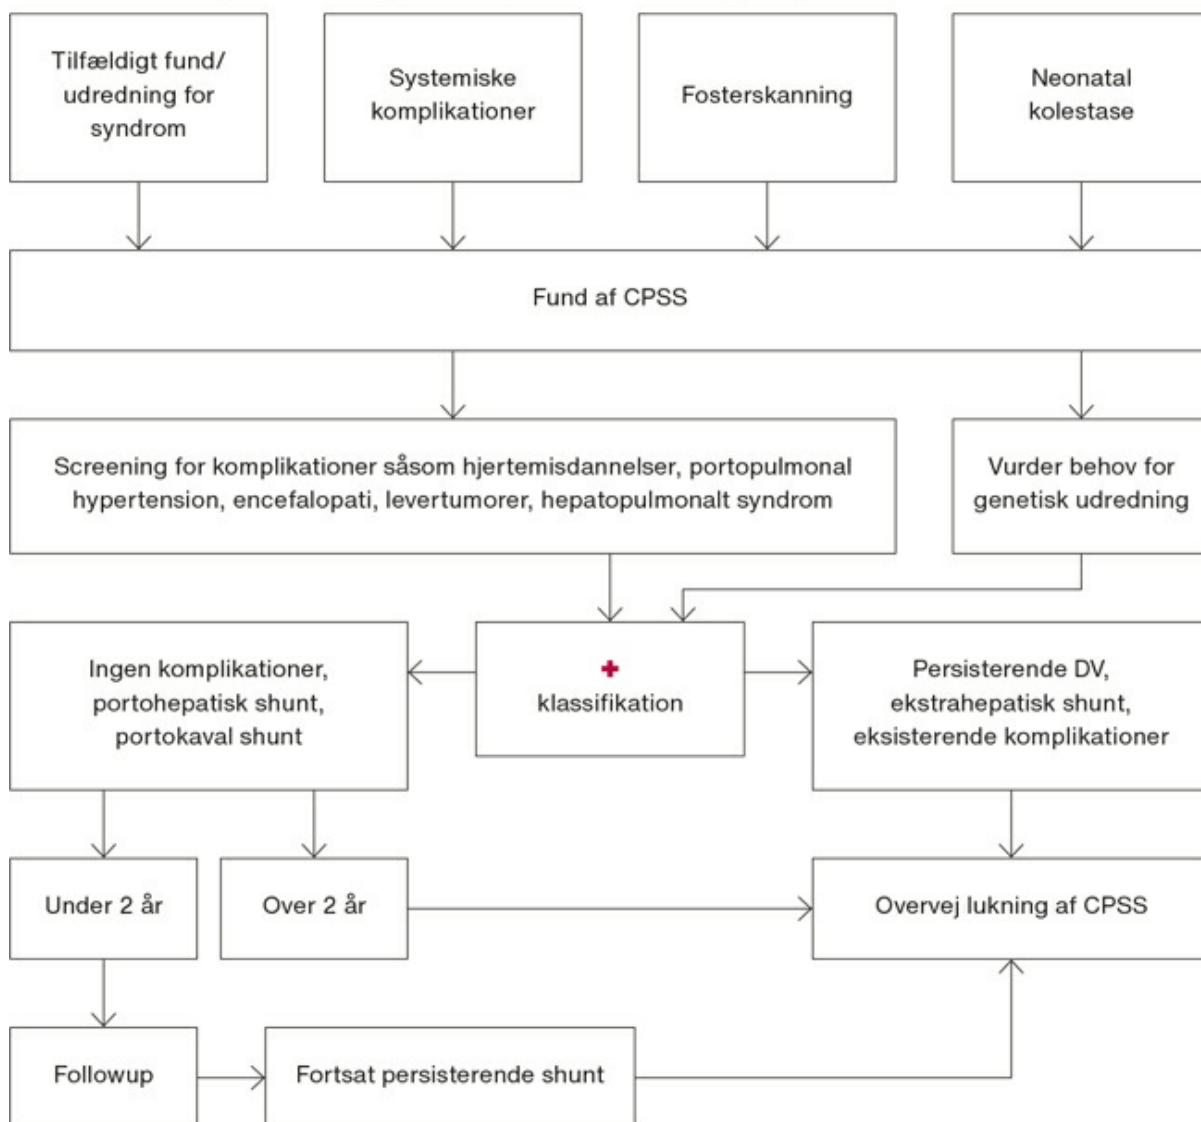 Tilfældigt fund/
udredning for
syndrom
Systemiske
komplikationer
Fosterskanning
Neonatal
kolestase
Fund af CPSS
Screening for komplikationer såsom hjertemisdannelser, portopulmonal
hypertension, encefalopati, levertumorer, hepatopulmonalt syndrom
Vurder behov for
genetisk udredning
Ingen komplikationer,
portohepatisk shunt,
portokaval shunt
+
klassifikation
Persisterende DV,
ekstrahepatisk shunt,
eksisterende komplikationer
Under 2 år
Over 2 år
Overvej lukning af CPSS
Followup
Fortsat persisterende shunt